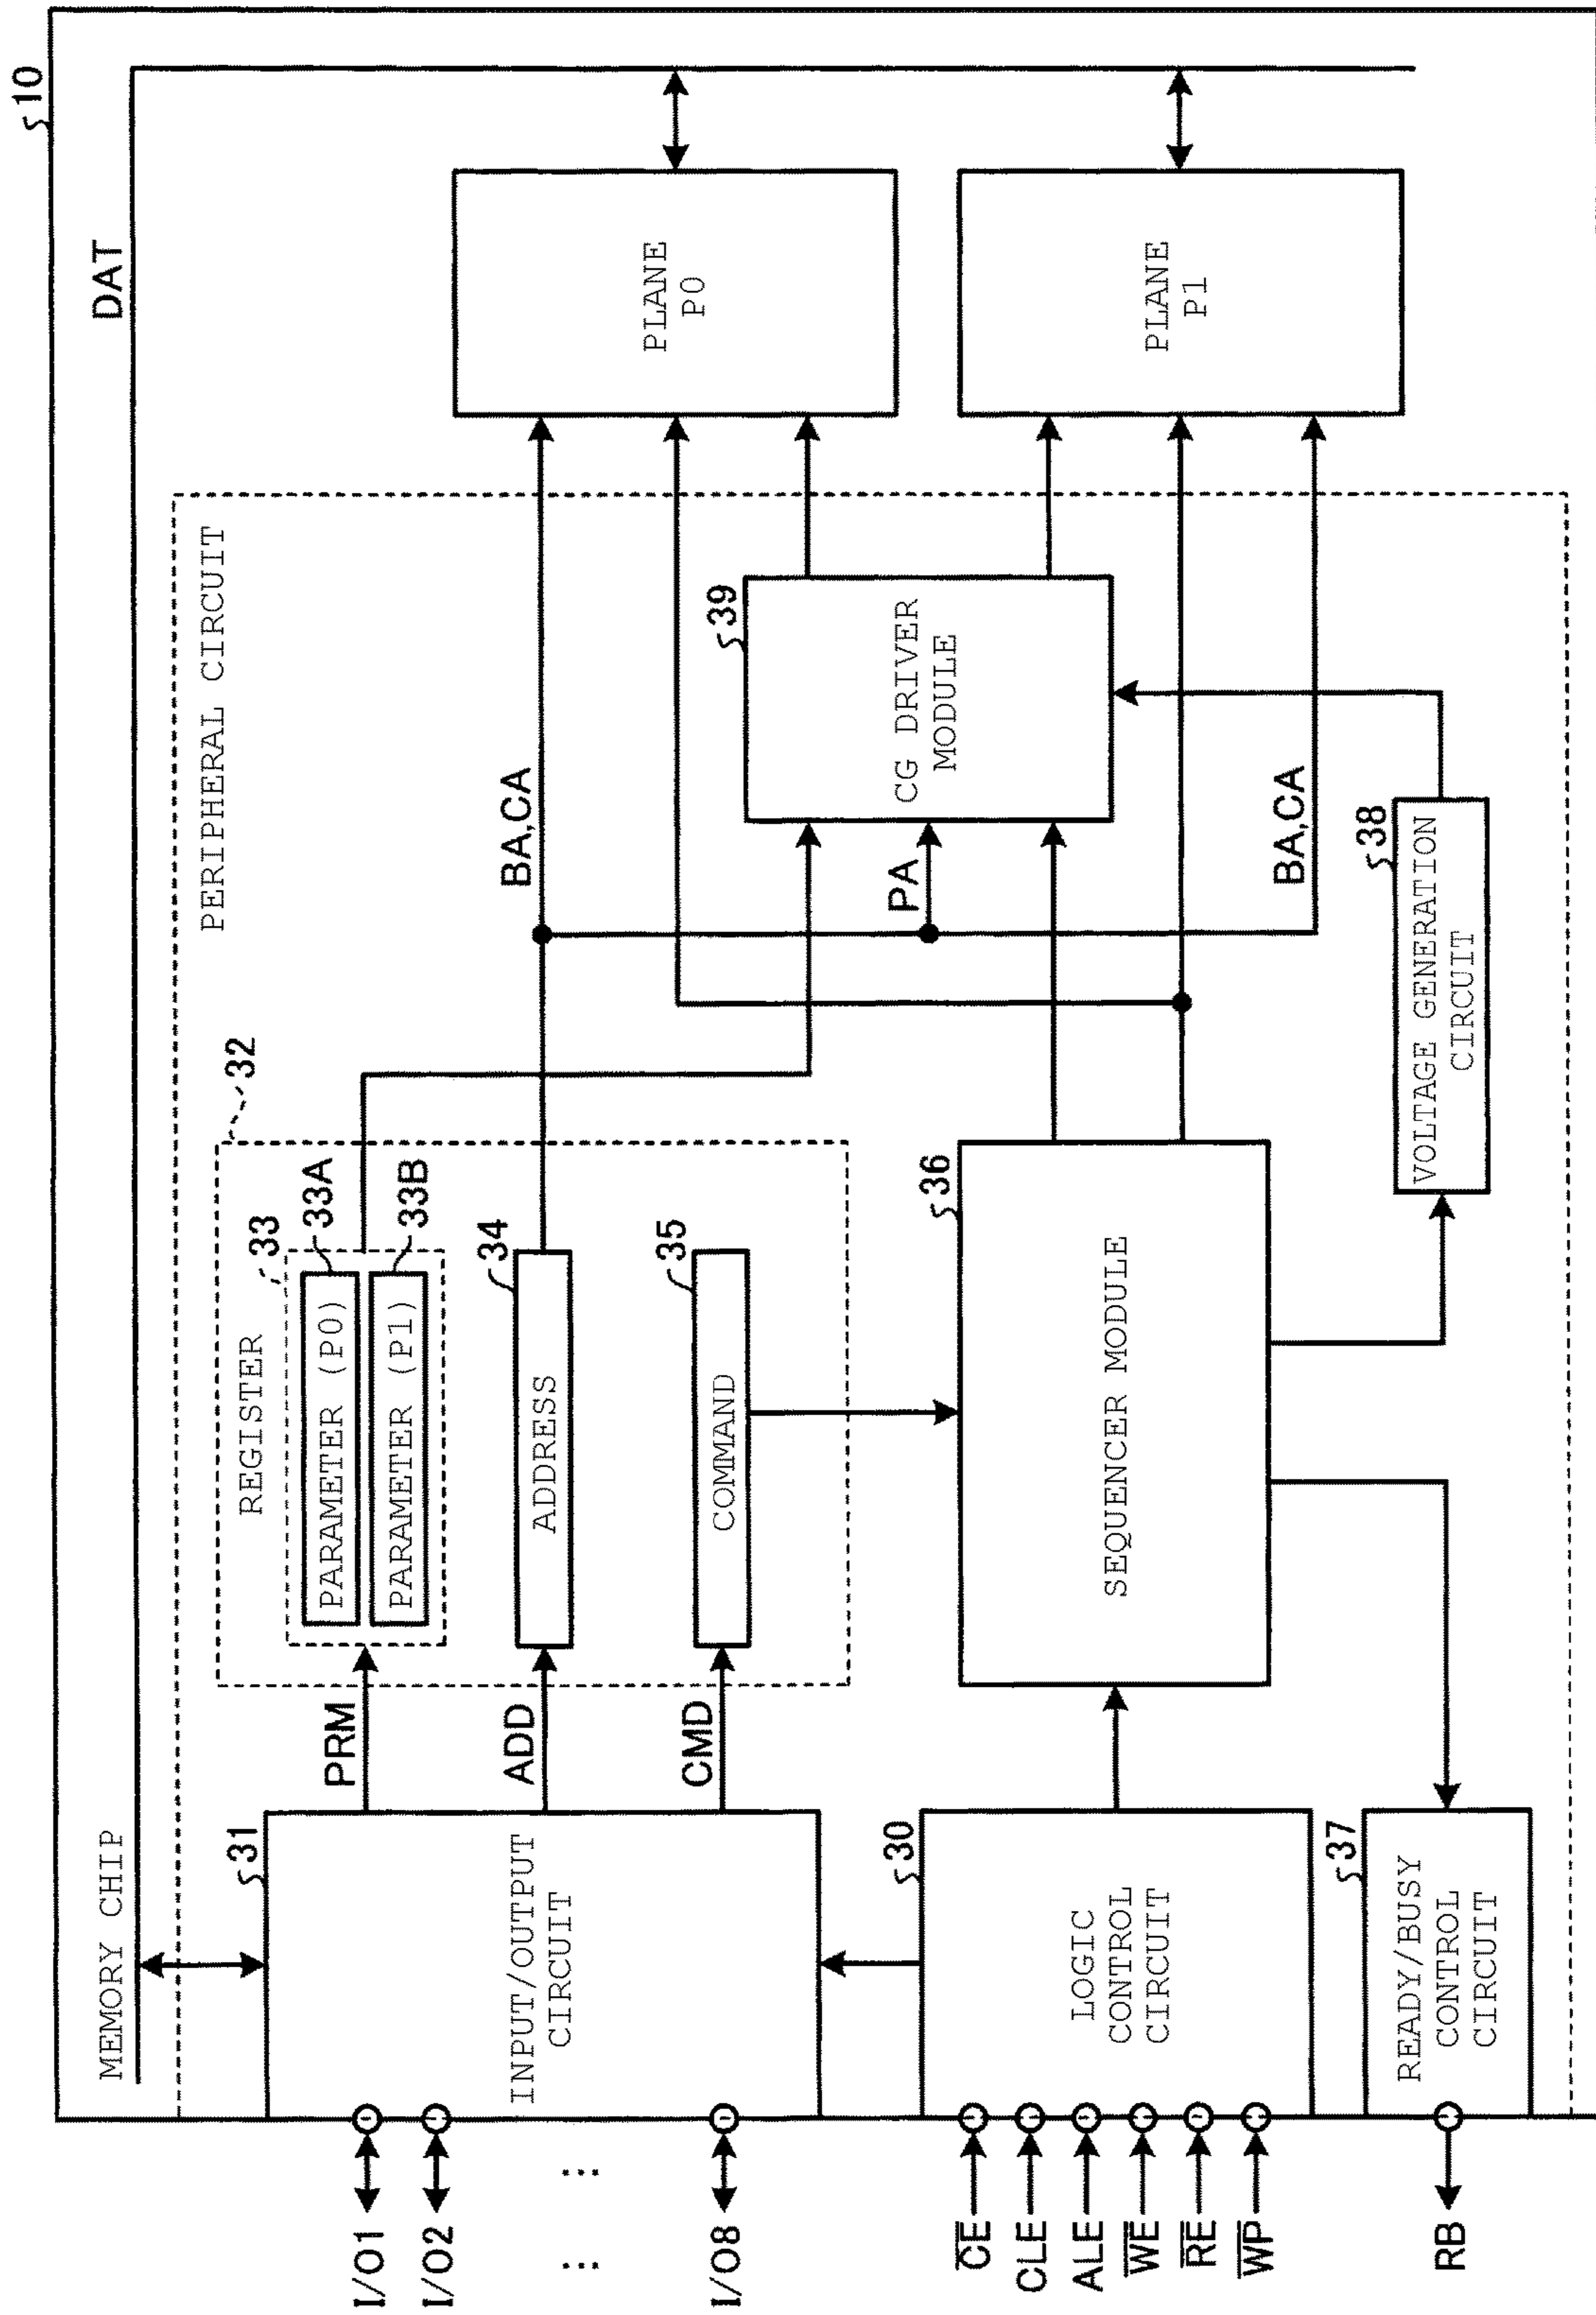 10
MEMORY CHIP
DAT
PERIPHERAL CIRCUIT
I/O1
I/O2
...
...
I/O8
31
INPUT/OUTPUT
CIRCUIT
PRM
ADD
CMD
32
REGISTER
33
33A
33B
PARAMETER (P0)
PARAMETER (P1)
34
ADDRESS
35
COMMAND
BA,CA
PA
BA,CA
39
CG DRIVER
MODULE
PLANE
P0
PLANE
P1
CE
CLE
ALE
WE
RE
WP
30
LOGIC
CONTROL
CIRCUIT
36
SEQUENCER MODULE
38
VOLTAGE GENERATION
CIRCUIT
RB
37
READY/BUSY
CONTROL
CIRCUIT